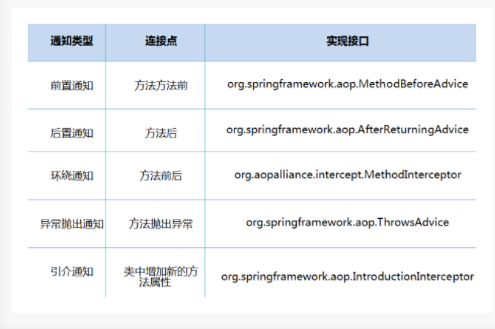 通知类型 连接点 实现接口
前置通知 方法方法前 org.springframework.aop.MethodBeforeAdvice
后置通知 方法后 org.springframework.aop.AfterReturningAdvice
环绕通知 方法前后 org.aopalliance.intercept.MethodInterceptor
异常抛出通知 方法抛出异常 org.springframework.aop.ThrowsAdvice
引介通知 类中增加新的方
法属性 org.springframework.aop.IntroductionInterceptor